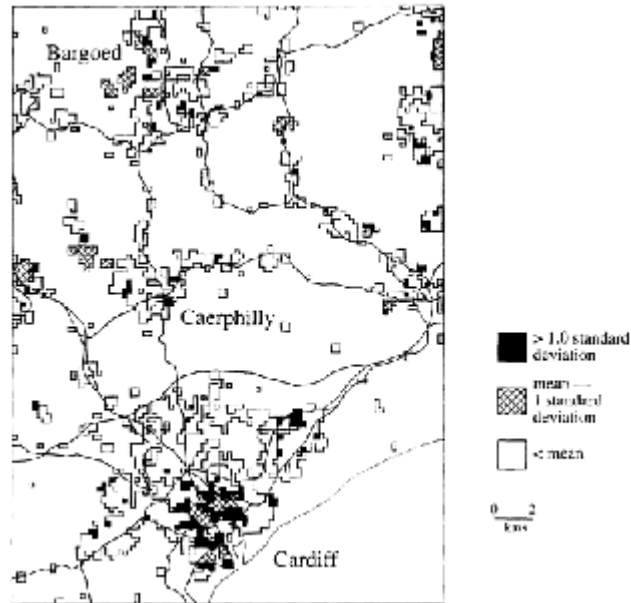 Bargoed
Caerphilly
> 1.0 standard
deviation
mean —
1 standard
deviation
< mean
0 2
kms
Cardiff